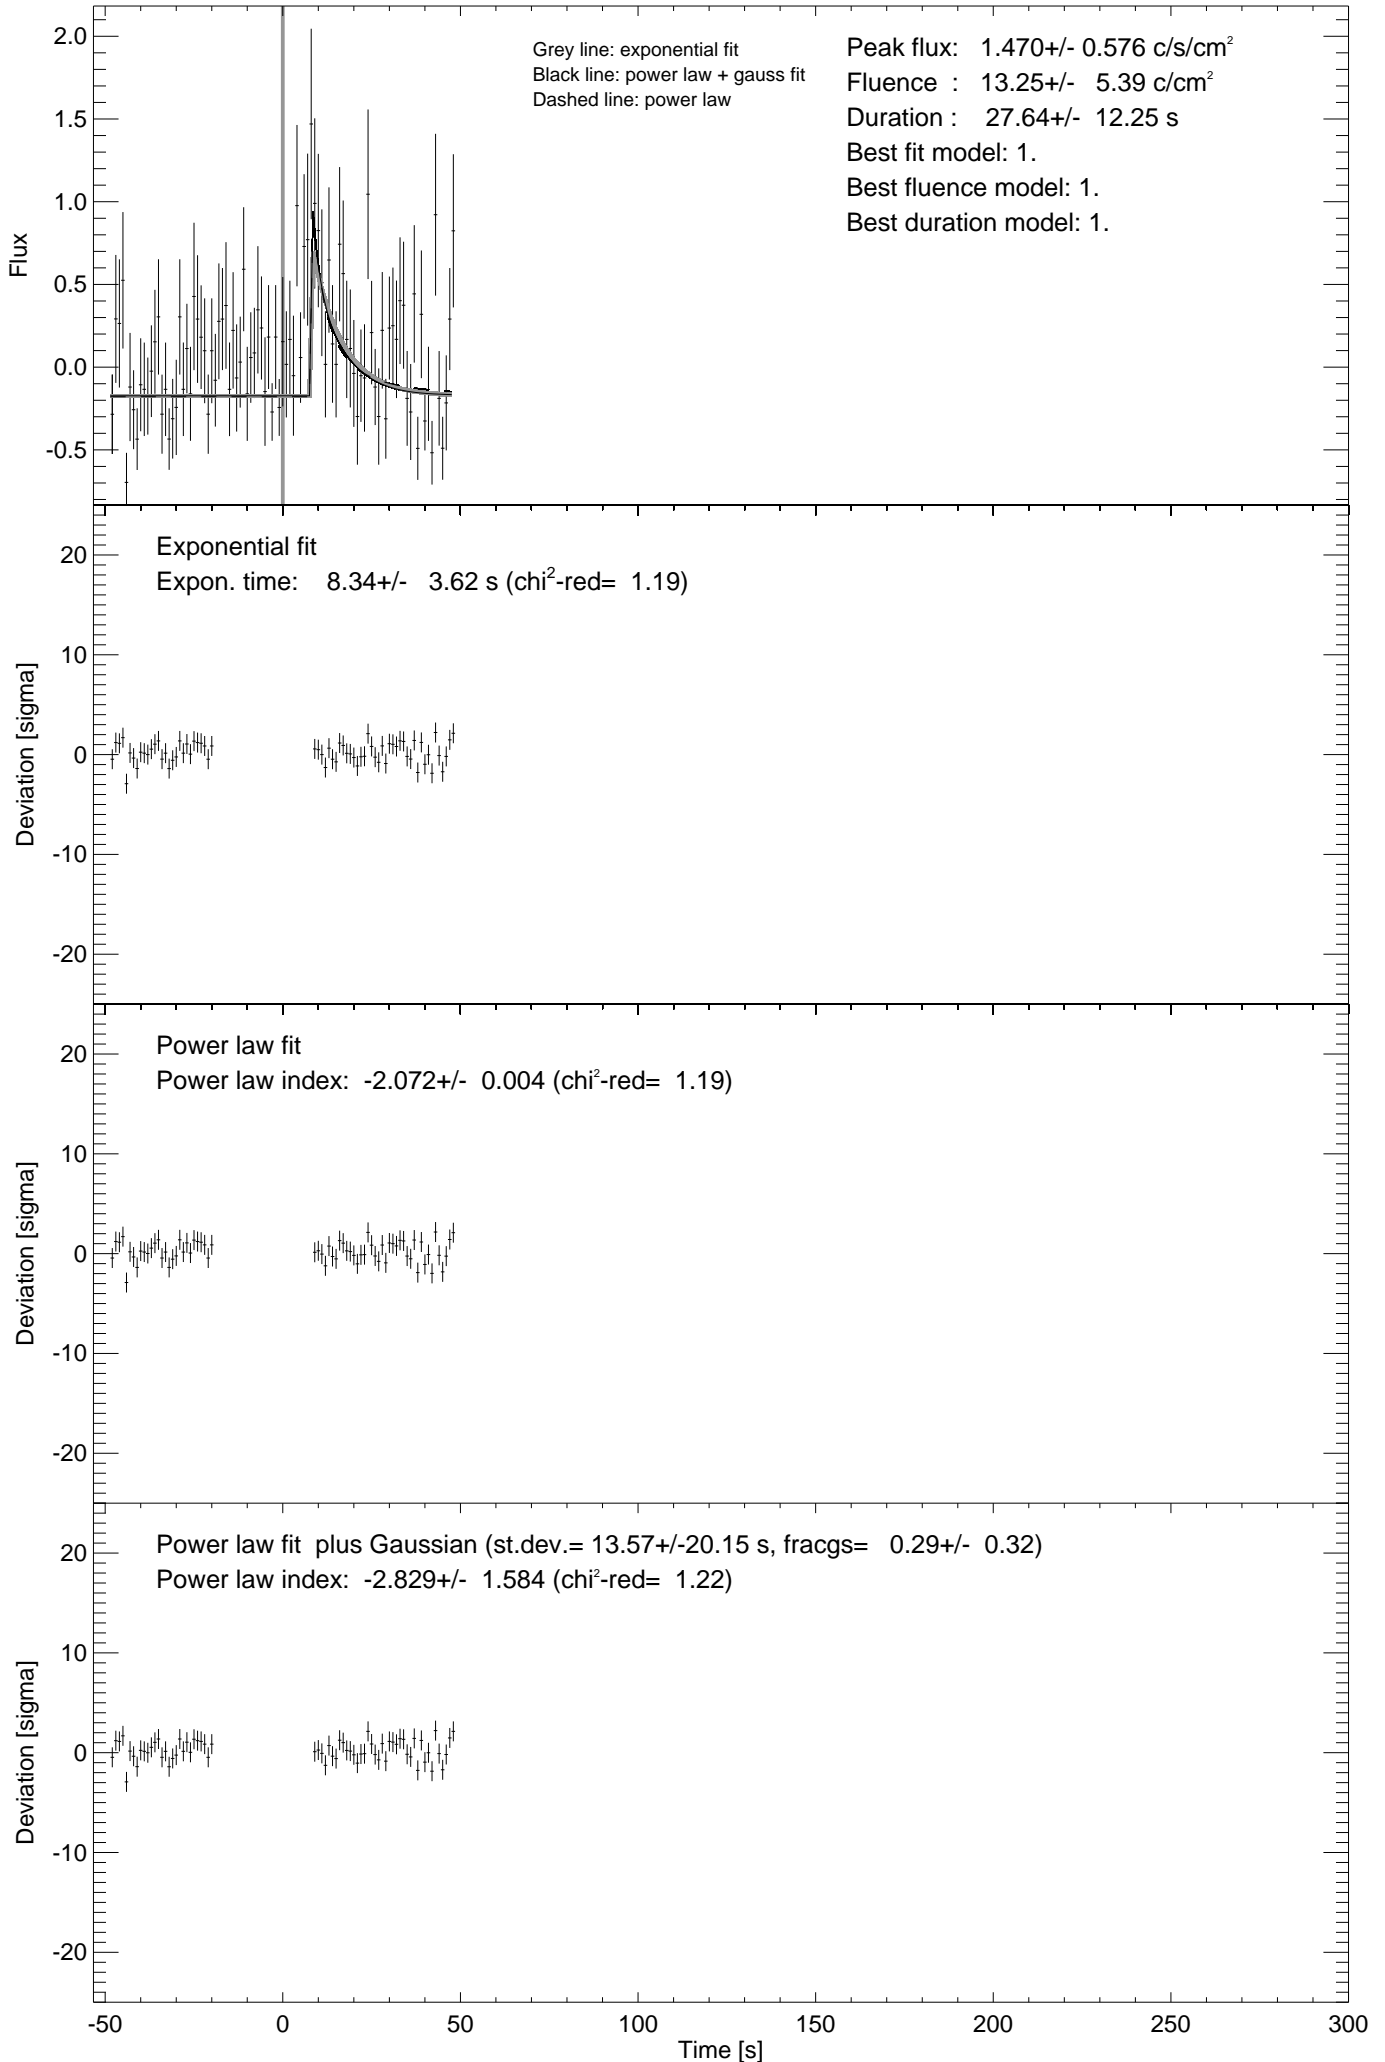 Grey line: exponential fit
Black line: power law + gauss fit
Dashed line: power law
Peak flux: 1.470+/- 0.576 c/s/cm²
Fluence : 13.25+/- 5.39 c/cm²
Duration : 27.64+/- 12.25 s
Best fit model: 1.
Best fluence model: 1.
Best duration model: 1.
2.0
1.5
1.0
0.5
0.0
-0.5
Flux
Exponential fit
Expon. time: 8.34+/- 3.62 s (chi²-red= 1.19)
20
10
0
-10
-20
Deviation [sigma]
Power law fit
Power law index: -2.072+/- 0.004 (chi²-red= 1.19)
20
10
0
-10
-20
Deviation [sigma]
Power law fit plus Gaussian (st.dev.= 13.57+/-20.15 s, fracgs= 0.29+/- 0.32)
Power law index: -2.829+/- 1.584 (chi²-red= 1.22)
20
10
0
-10
-20
Deviation [sigma]
-50 0 50 100 150 200 250 300
Time [s]